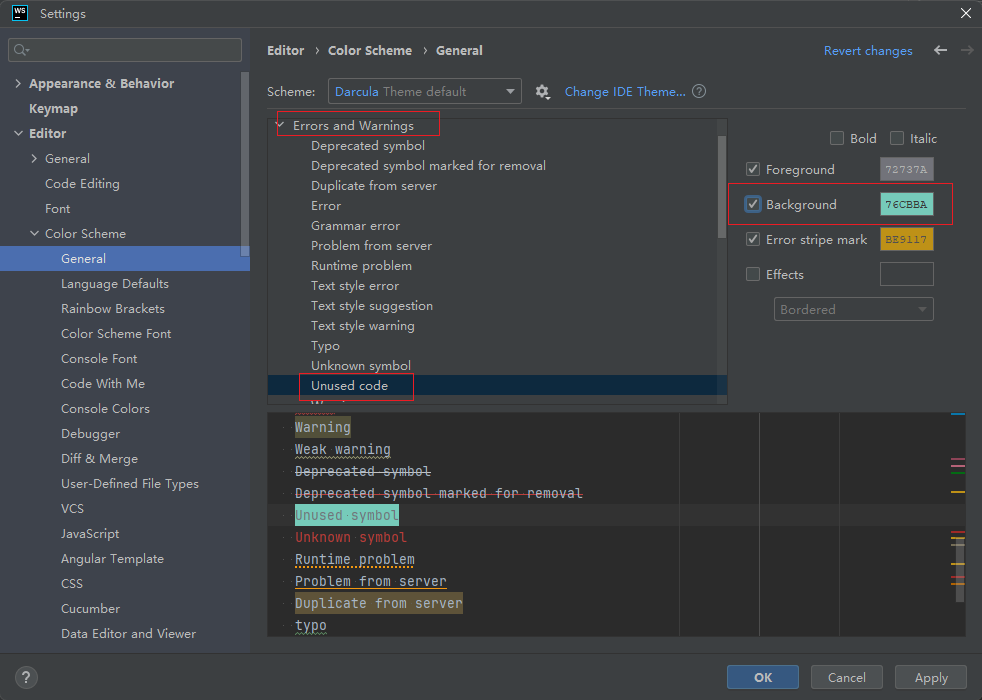 WS
Settings
Editor › Color Scheme › General
Revert changes
Scheme:
Darcula Theme default
Change IDE Theme...
?
Appearance & Behavior
Keymap
Editor
General
Code Editing
Font
Color Scheme
General
Language Defaults
Rainbow Brackets
Color Scheme Font
Console Font
Code With Me
Console Colors
Debugger
Diff & Merge
User-Defined File Types
VCS
JavaScript
Angular Template
CSS
Cucumber
Data Editor and Viewer
Errors and Warnings
Deprecated symbol
Deprecated symbol marked for removal
Duplicate from server
Error
Grammar error
Problem from server
Runtime problem
Text style error
Text style suggestion
Text style warning
Typo
Unknown symbol
Unused code
Bold
Italic
Foreground
72737A
Background
76CBBA
Error stripe mark
BE9117
Effects
Bordered
Warning
Weak warning
Deprecated symbol
Deprecated symbol marked for removal
Unused symbol
Unknown symbol
Runtime problem
Problem from server
Duplicate from server
typo
?
OK
Cancel
Apply